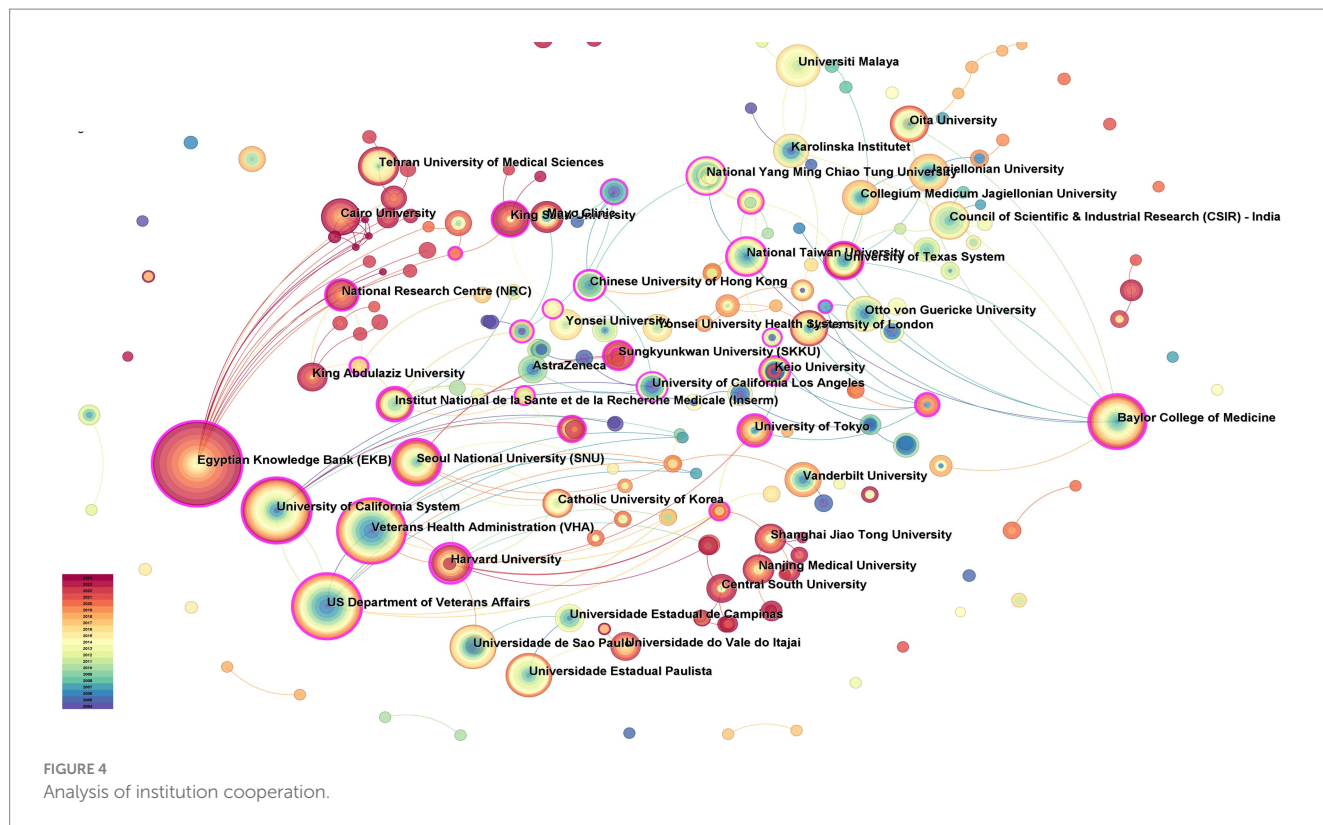 Universiti Malaya
Oita University
Karolinska Institutet
Tehran University of Medical Sciences
Jagiellonian University
National Yang Ming Chiao Tung University
Collegium Medicum Jagiellonian University
Cairo University
King Saud University
Mayo Clinic
Council of Scientific & Industrial Research (CSIR) - India
National Taiwan University
University of Texas System
Chinese University of Hong Kong
National Research Centre (NRC)
Otto von Guericke University
Yonsei University
Yonsei University Health System
University of London
Sungkyunkwan University (SKKU)
AstraZeneca
Keio University
King Abdulaziz University
University of California Los Angeles
Institut National de la Sante et de la Recherche Medicale (Inserm)
Baylor College of Medicine
University of Tokyo
Egyptian Knowledge Bank (EKB)
Seoul National University (SNU)
Vanderbilt University
Catholic University of Korea
University of California System
Veterans Health Administration (VHA)
Shanghai Jiao Tong University
Harvard University
Nanjing Medical University
Central South University
US Department of Veterans Affairs
Universidade Estadual de Campinas
Universidade de Sao Paulo
Universidade do Vale do Itajai
Universidade Estadual Paulista
FIGURE 4
Analysis of institution cooperation.